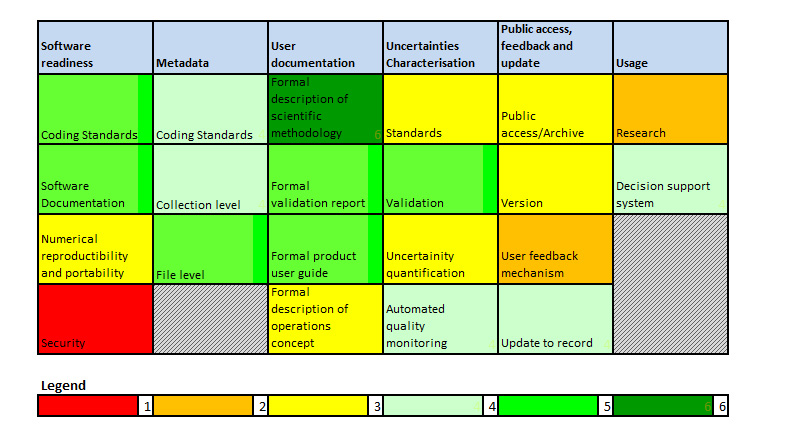 Software
readiness
Metadata
User
documentation
Uncertainties
Characterisation
Public access,
feedback and
update
Usage
Coding Standards
Coding Standards
Formal
description of
scientific
methodology
6
Standards
Public
access/Archive
Research
Software
Documentation
Collection level
Formal
validation report
Validation
Version
Decision support
system
Numerical
reproductibility
and portability
File level
Formal product
user guide
Uncertainity
quantification
User feedback
mechanism
Security
Formal
description of
operations
concept
Automated
quality
monitoring
Update to record
Legend
1
2
3
4
5
6 6